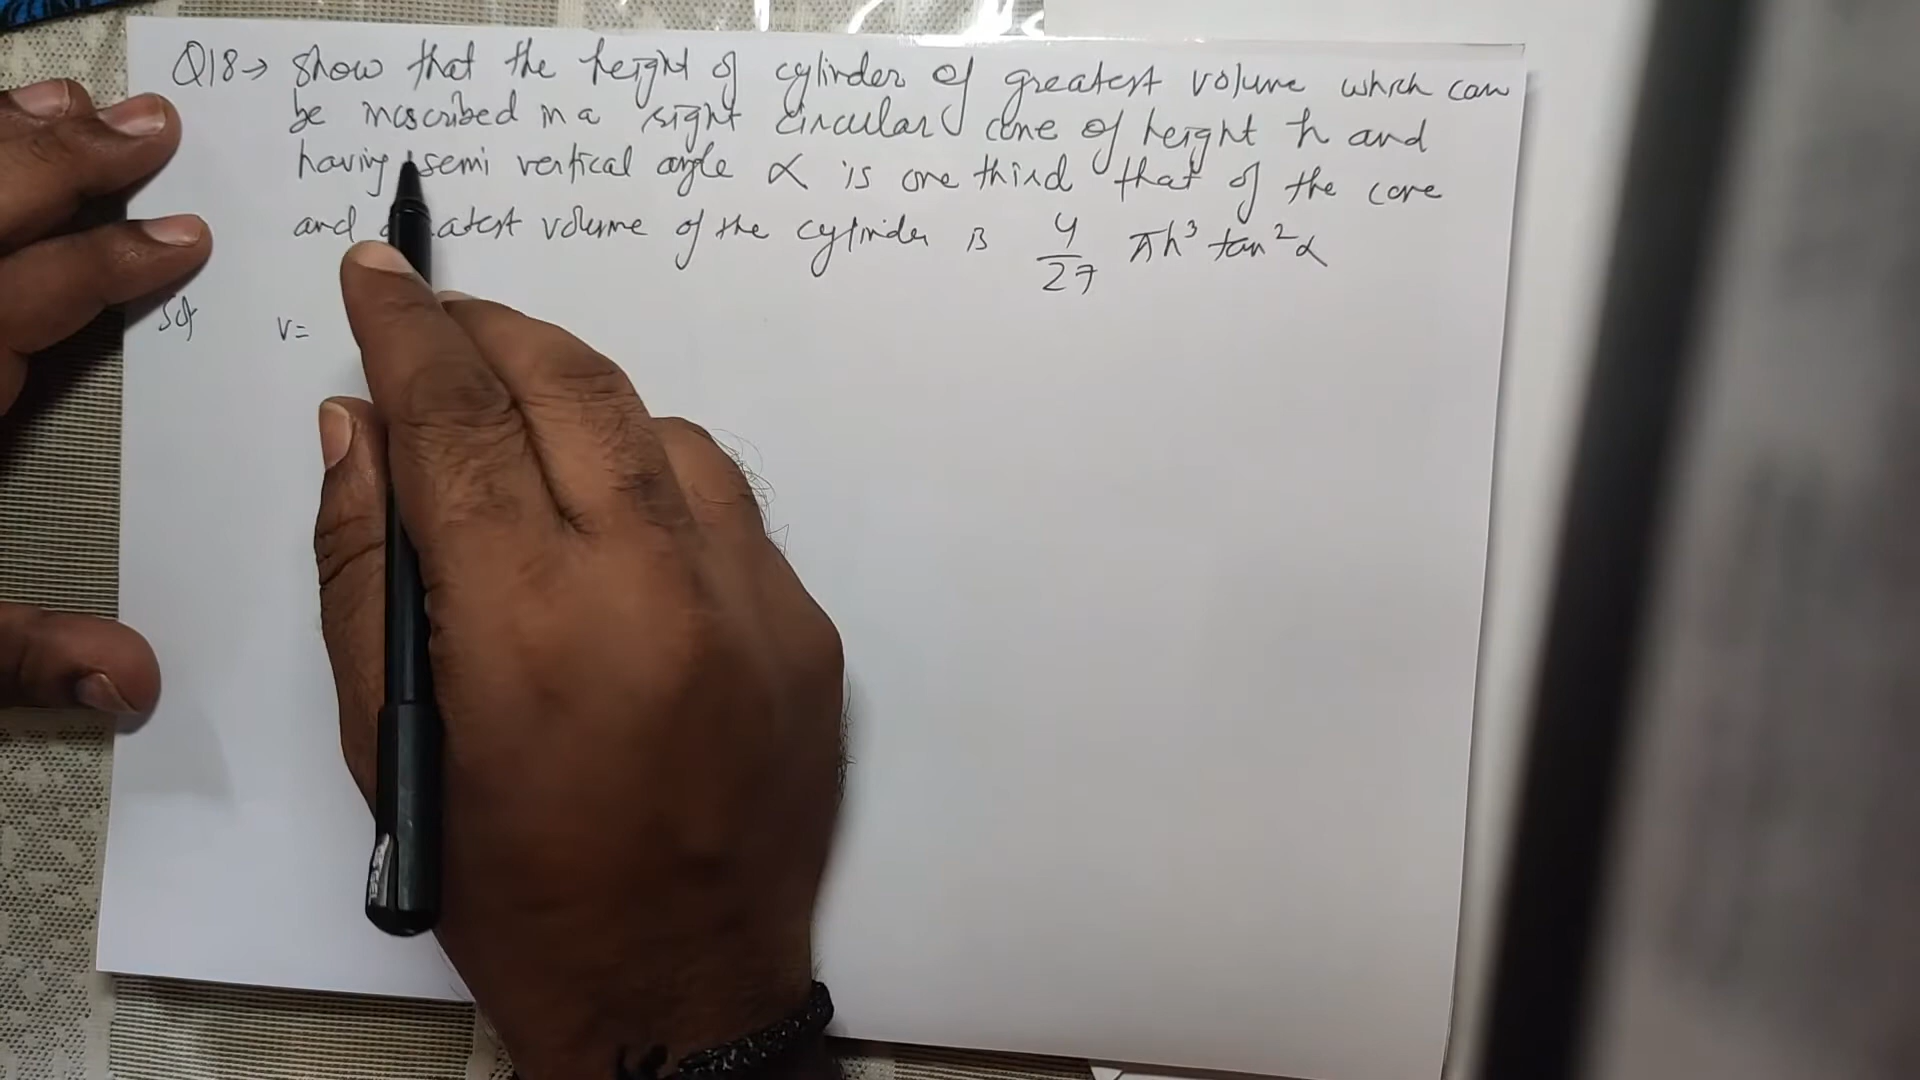 Q18→ Show that the height of cylinder of greatest volume which can
be inscribed in a right circular cone of height h and
having semi vertical angle α is one third that of the cone
and volume of the cylinder is 4/27 πh³ tan²α
Sol V=